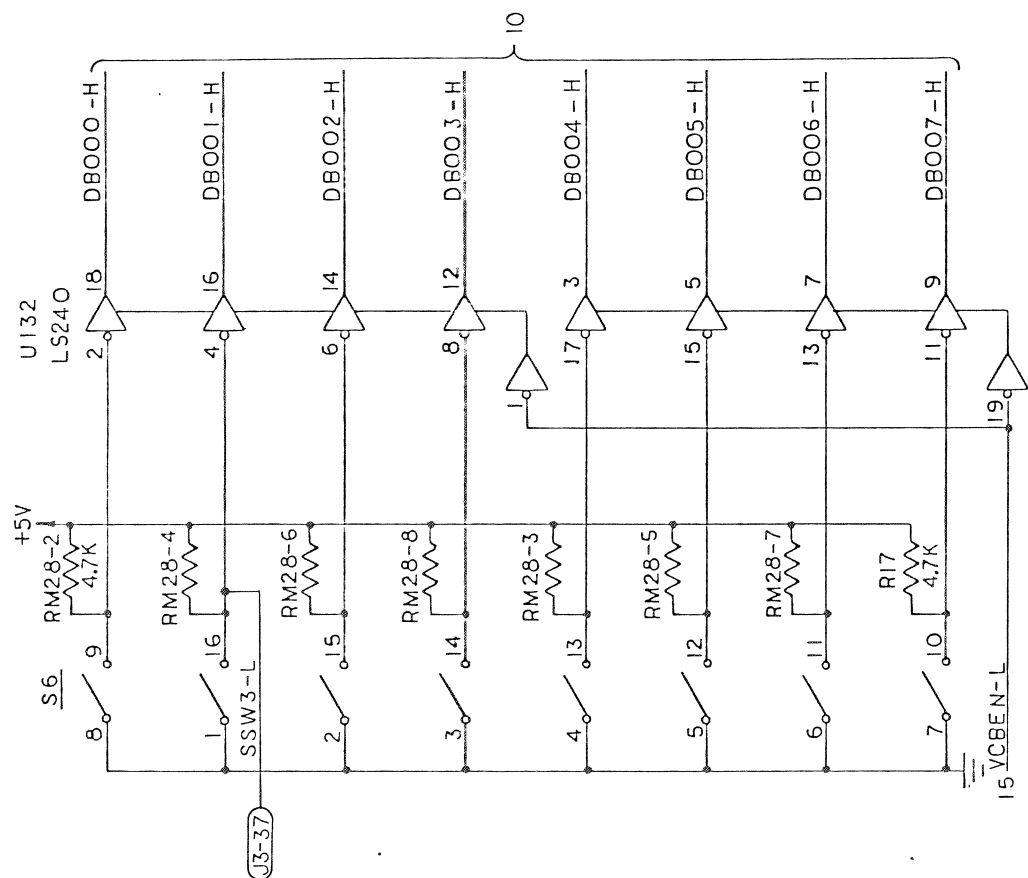 U132
LS240
+5V
S6
10
8
9
RM28-2
4.7K
2
18
DB000-H
1
16
RM28-4
4
16
DB001-H
SSW3-L
J3-37
2
15
RM28-6
6
14
DB002-H
3
14
RM28-8
8
12
DB003-H
1
4
13
RM28-3
17
3
DB004-H
5
12
RM28-5
15
5
DB005-H
6
11
RM28-7
13
7
DB006-H
7
10
R17
4.7K
11
9
DB007-H
19
15
VCBEN-L